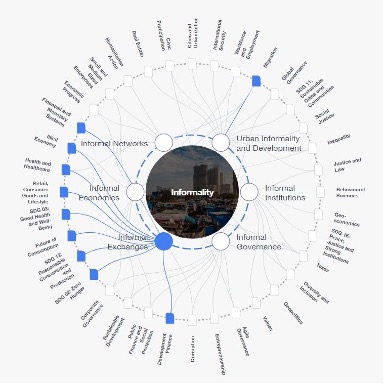 Cities and
Urbanization
International
Security
Workforce
and
Employment
Migration
Global
Governance
SDG 11:
Sustainable
Cities and
Communities
Social
Justice
Inequality
Justice and
Law
Behavioural
Sciences
Geo-
economics
SDG 16:
Peace,
Justice and
Strong
Institutions
Taxes
Diversity and
Inclusion
Geopolitics
Values
Agile
Governance
Entrepreneurship
Corruption
Development
Finance
Public
Finance and
Social
Protection
Sustainable
Development
Corporate
Governance
SDG 02: Zero
Hunger
SDG 12:
Sustainable
Consumption and
Production
Future of
Consumption
SDG 03:
Good Health
and Well-
Being
Retail,
Consumer
Goods and
Lifestyle
Health and
Healthcare
Economy
Financial and
Monetary
Systems
Economic
Progress
Small and
Medium
Enterprises
Humanitarian
Action
Real Estate
Civic
Participation
Informal Networks
Urban Informality
and Development
Informal
Economies
Informality
Informal
Institutions
Informal
Exchanges
Informal
Governance